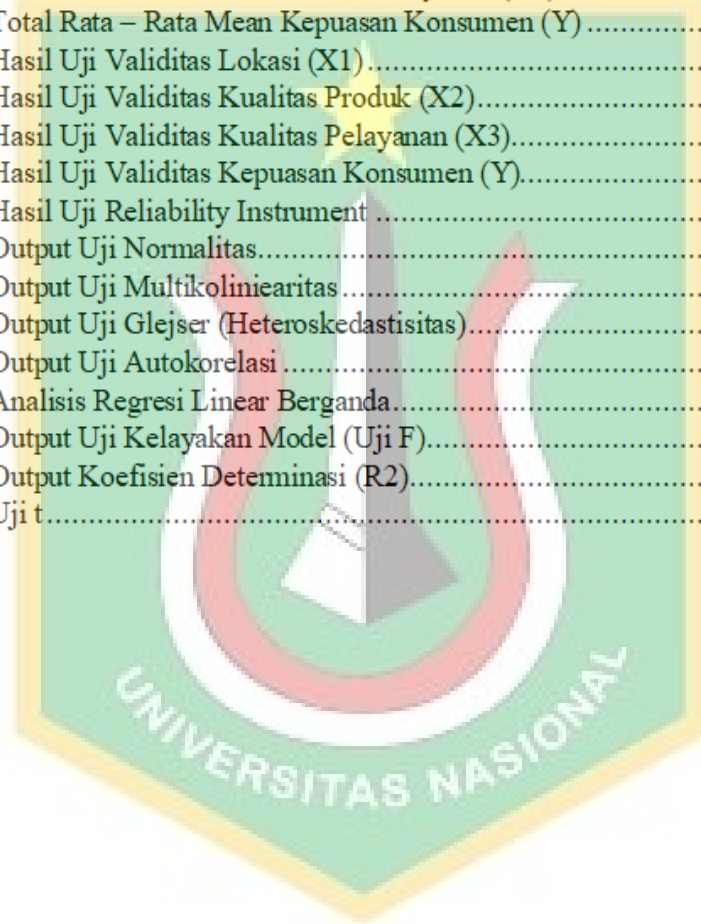 Total Rata – Rata Mean Kepuasan Konsumen (Y) ................
Hasil Uji Validitas Lokasi (X1)..............................................
Hasil Uji Validitas Kualitas Produk (X2)...............................
Hasil Uji Validitas Kualitas Pelayanan (X3)..........................
Hasil Uji Validitas Kepuasan Konsumen (Y).........................
Hasil Uji Reliability Instrument .............................................
Output Uji Normalitas............................................................
Output Uji Multikoliniearitas.................................................
Output Uji Glejser (Heteroskedastisitas)................................
Output Uji Autokorelasi.........................................................
Analisis Regresi Linear Berganda..........................................
Output Uji Kelayakan Model (Uji F).....................................
Output Koefisien Determinasi (R2).......................................
Uji t........................................................................................
UNIVERSITAS NASIONAL